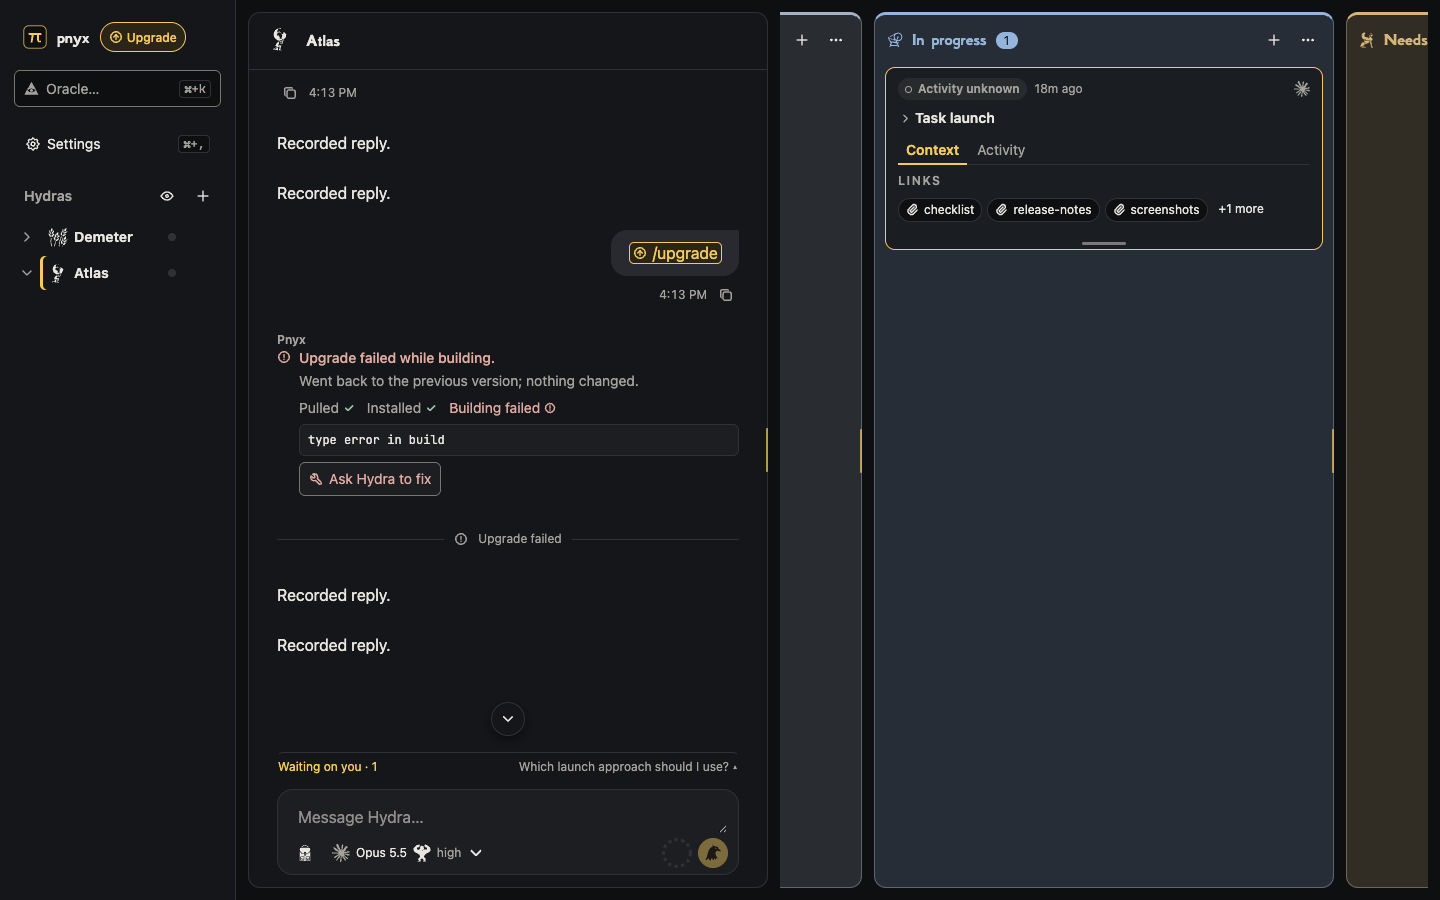 pnyx
Upgrade
Oracle...
⌘+k
Settings
⌘+,
Hydras
Demeter
Atlas
Atlas
4:13 PM
Recorded reply.
Recorded reply.
/upgrade
4:13 PM
Pnyx
Upgrade failed while building.
Went back to the previous version; nothing changed.
Pulled ✓ Installed ✓ Building failed
type error in build
Ask Hydra to fix
Upgrade failed
Recorded reply.
Recorded reply.
Waiting on you · 1
Which launch approach should I use?
Message Hydra...
Opus 5.5 high
In progress 1
Activity unknown 18m ago
Task launch
Context Activity
LINKS
checklist release-notes screenshots +1 more
Needs